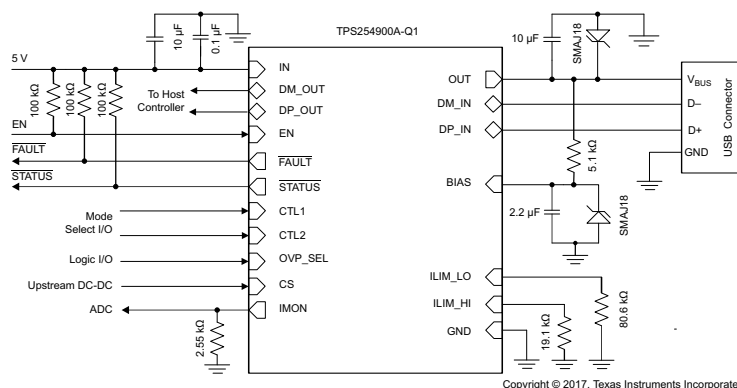 TPS254900A-Q1
10 µF
0.1 µF
5 V
100 kΩ
100 kΩ
100 kΩ
To Host
Controller
EN
FAULT
STATUS
Mode
Select I/O
Logic I/O
Upstream DC-DC
ADC
2.55 kΩ
IN
DM_OUT
DP_OUT
EN
FAULT
STATUS
CTL1
CTL2
OVP_SEL
CS
IMON
OUT
DM_IN
DP_IN
BIAS
ILIM_LO
ILIM_HI
GND
10 µF
SMAJ18
5.1 kΩ
2.2 µF
SMAJ18
19.1 kΩ
80.6 kΩ
VBUS
D–
D+
GND
USB Connector
Copyright © 2017, Texas Instruments Incorporate